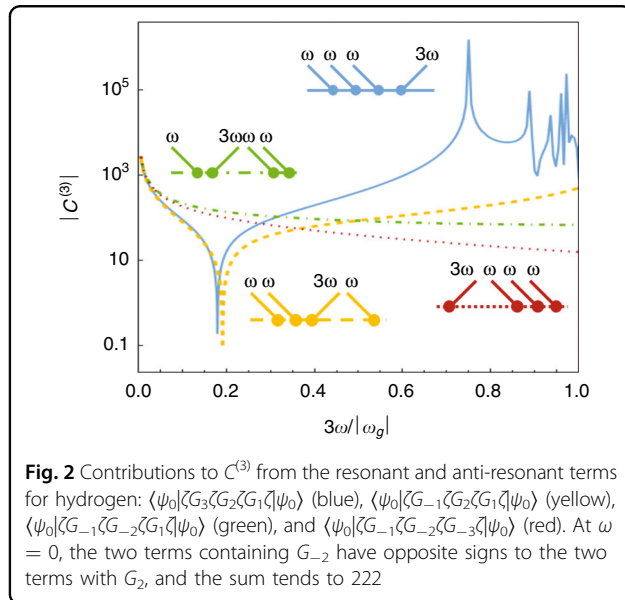 ω ω ω 3ω
10⁵
ω 3ωω ω
10³
|C⁽³⁾|
10
ωω 3ω ω
3ω ω ω ω
0.1
0.0 0.2 0.4 0.6 0.8 1.0
3ω/|ω_g|
Fig. 2 Contributions to C⁽³⁾ from the resonant and anti-resonant terms
for hydrogen: ⟨ψ₀|ζG₃ζG₂ζG₁ζ|ψ₀⟩ (blue), ⟨ψ₀|ζG₋₁ζG₂ζG₁ζ|ψ₀⟩ (yellow),
⟨ψ₀|ζG₋₁ζG₋₂ζG₁ζ|ψ₀⟩ (green), and ⟨ψ₀|ζG₋₁ζG₋₂ζG₋₃ζ|ψ₀⟩ (red). At ω
= 0, the two terms containing G₋₂ have opposite signs to the two
terms with G₂, and the sum tends to 222